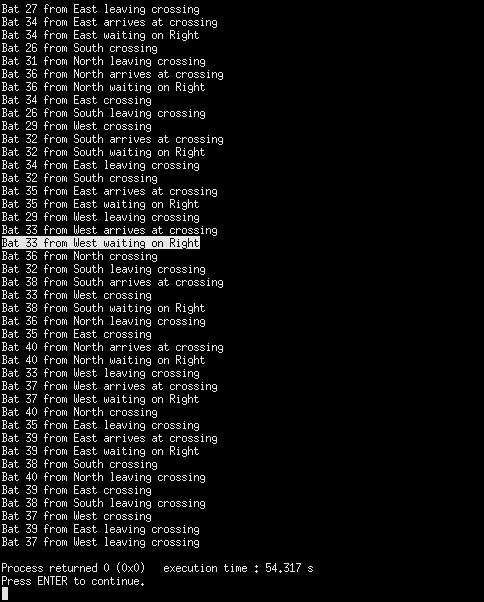 Bat 27 from East leaving crossing
Bat 34 from East arrives at crossing
Bat 34 from East waiting on Right
Bat 26 from South crossing
Bat 31 from North leaving crossing
Bat 36 from North arrives at crossing
Bat 36 from North waiting on Right
Bat 34 from East crossing
Bat 26 from South leaving crossing
Bat 29 from West crossing
Bat 32 from South arrives at crossing
Bat 32 from South waiting on Right
Bat 34 from East leaving crossing
Bat 32 from South crossing
Bat 35 from East arrives at crossing
Bat 35 from East waiting on Right
Bat 29 from West leaving crossing
Bat 33 from West arrives at crossing
Bat 33 from West waiting on Right
Bat 36 from North crossing
Bat 32 from South leaving crossing
Bat 38 from South arrives at crossing
Bat 33 from West crossing
Bat 38 from South waiting on Right
Bat 36 from North leaving crossing
Bat 35 from East crossing
Bat 40 from North arrives at crossing
Bat 40 from North waiting on Right
Bat 33 from West leaving crossing
Bat 37 from West arrives at crossing
Bat 37 from West waiting on Right
Bat 40 from North crossing
Bat 35 from East leaving crossing
Bat 39 from East arrives at crossing
Bat 39 from East waiting on Right
Bat 38 from South crossing
Bat 40 from North leaving crossing
Bat 39 from East crossing
Bat 38 from South leaving crossing
Bat 37 from West crossing
Bat 39 from East leaving crossing
Bat 37 from West leaving crossing
Process returned 0 (0x0)   execution time : 54.317 s
Press ENTER to continue.